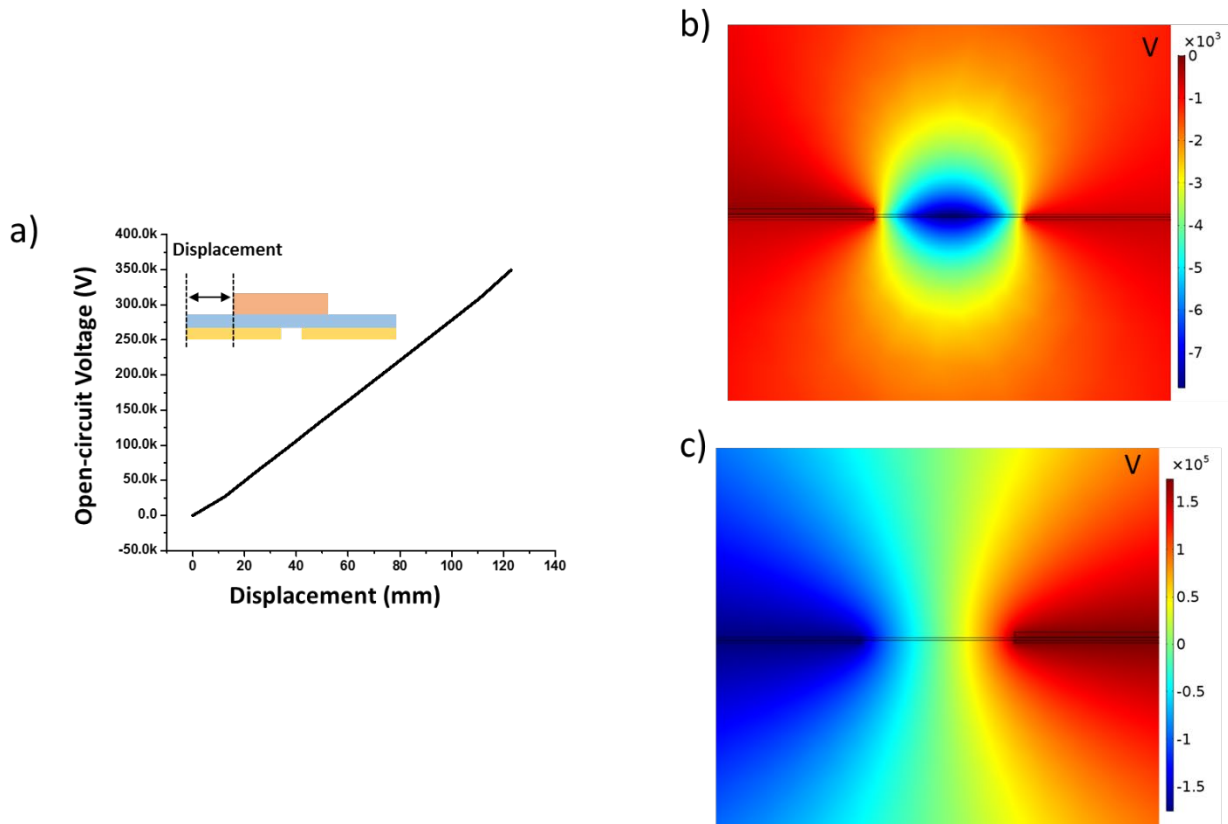 a)
Displacement
400.0k
350.0k
300.0k
250.0k
200.0k
150.0k
100.0k
50.0k
0.0
-50.0k
Open-circuit Voltage (V)
0 20 40 60 80 100 120 140
Displacement (mm)
b)
V
×10³
0
-1
-2
-3
-4
-5
-6
-7
c)
V
×10⁵
1.5
1
0.5
0
-0.5
-1
-1.5